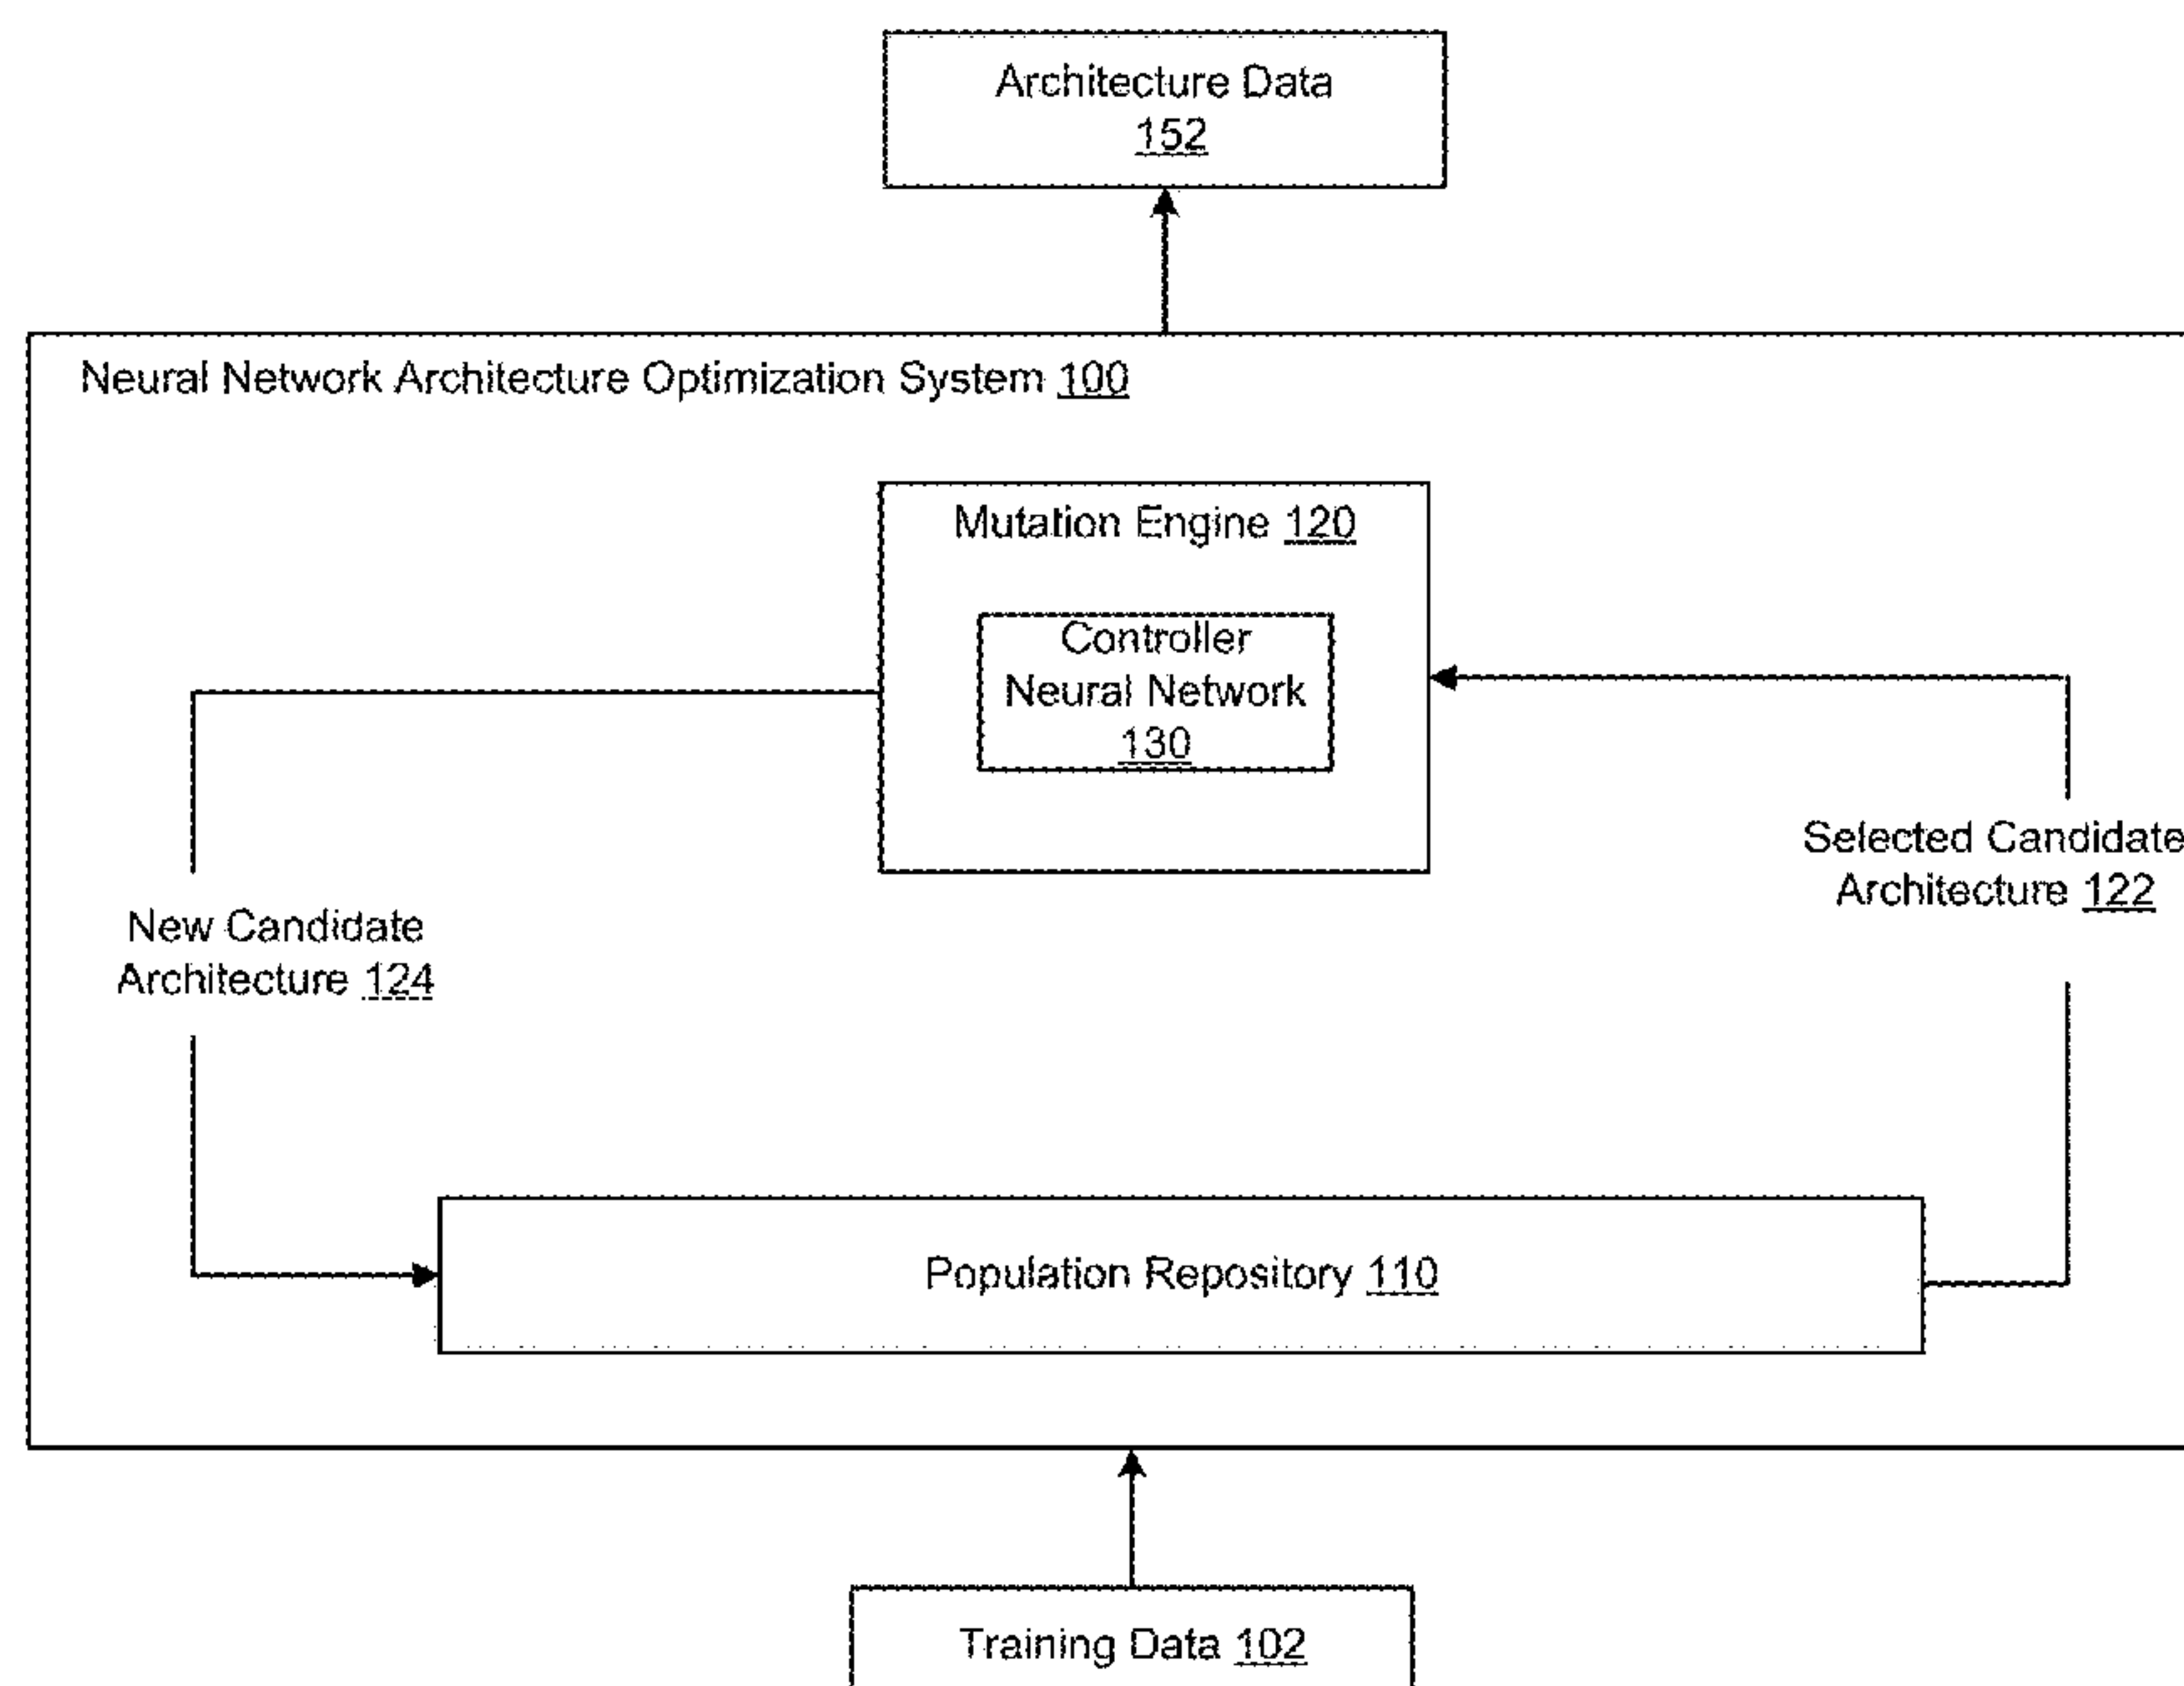 Architecture Data
152
Neural Network Architecture Optimization System 100
Mutation Engine 120
Controller
Neural Network
130
Selected Candidate
Architecture 122
New Candidate
Architecture 124
Population Repository 110
Training Data 102